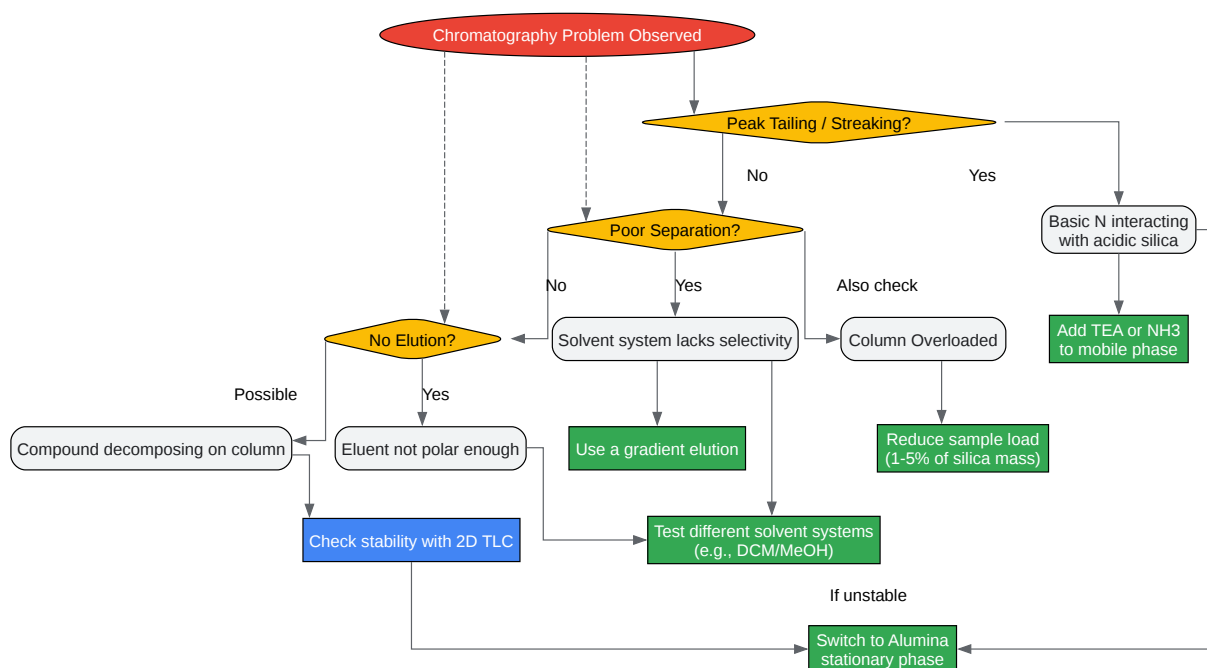 Chromatography Problem Observed
Peak Tailing / Streaking?
No
Yes
Basic N interacting
with acidic silica
Poor Separation?
No
Yes
Also check
Add TEA or NH3
to mobile phase
No Elution?
Solvent system lacks selectivity
Column Overloaded
Possible
Yes
Compound decomposing on column
Eluent not polar enough
Use a gradient elution
Reduce sample load
(1-5% of silica mass)
Check stability with 2D TLC
Test different solvent systems
(e.g., DCM/MeOH)
If unstable
Switch to Alumina
stationary phase